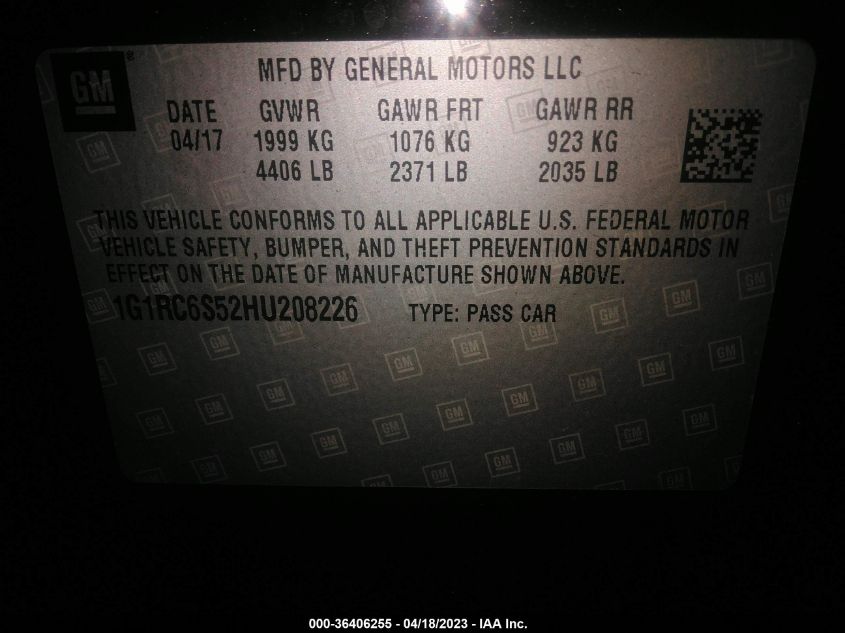 GM ®
MFD BY GENERAL MOTORS LLC
DATE GVWR GAWR FRT GAWR RR
04/17 1999 KG 1076 KG 923 KG
4406 LB 2371 LB 2035 LB
THIS VEHICLE CONFORMS TO ALL APPLICABLE U.S. FEDERAL MOTOR
VEHICLE SAFETY, BUMPER, AND THEFT PREVENTION STANDARDS IN
EFFECT ON THE DATE OF MANUFACTURE SHOWN ABOVE.
1G1RC6S52HU208226 TYPE: PASS CAR
000-36406255 - 04/18/2023 - IAA Inc.